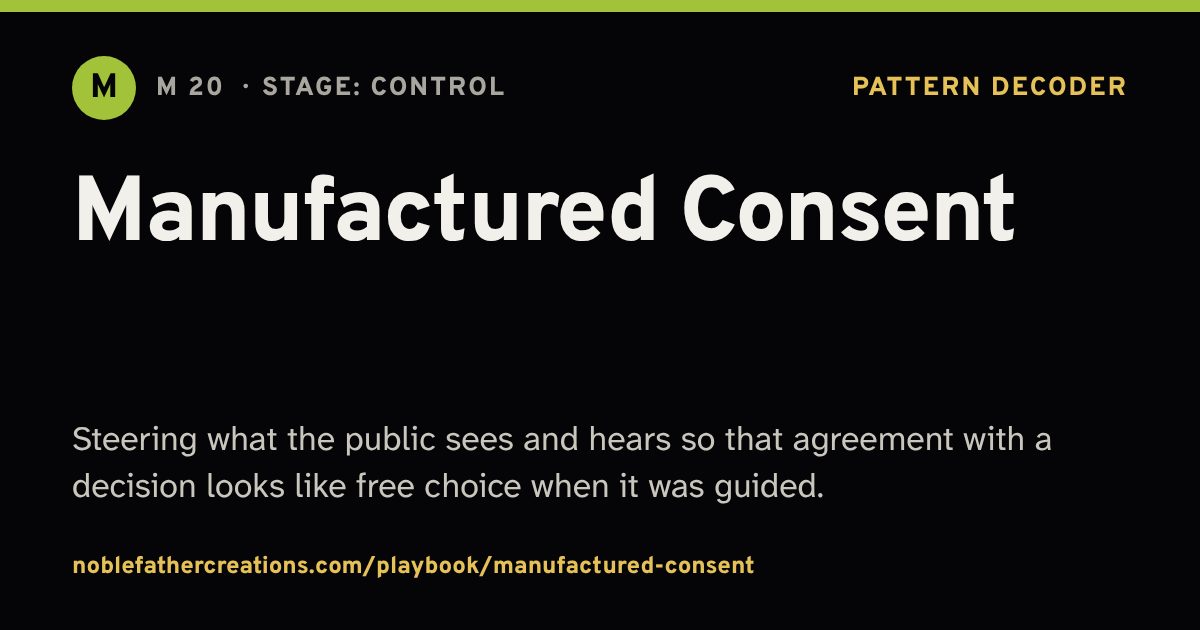 M
M 20 · STAGE: CONTROL
PATTERN DECODER
Manufactured Consent
Steering what the public sees and hears so that agreement with a
decision looks like free choice when it was guided.
noblefathercreations.com/playbook/manufactured-consent